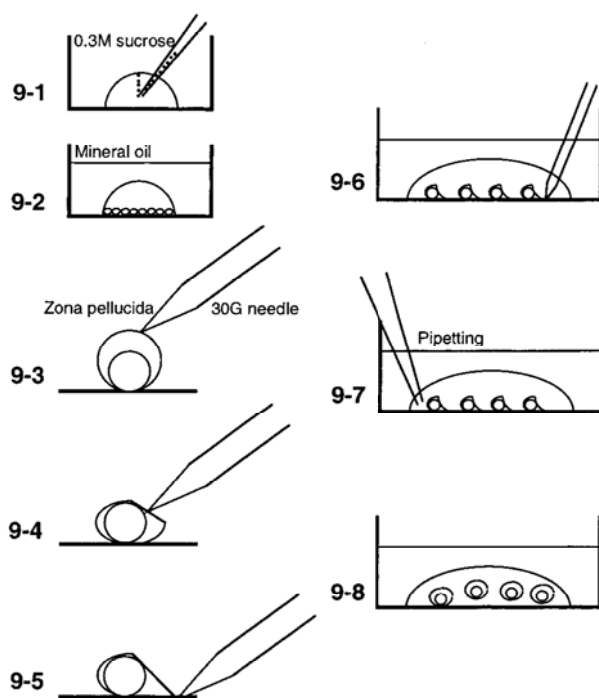 0.3M sucrose
9-1
Mineral oil
9-2
Zona pellucida
30G needle
9-3
9-4
9-5
9-6
Pipetting
9-7
9-8